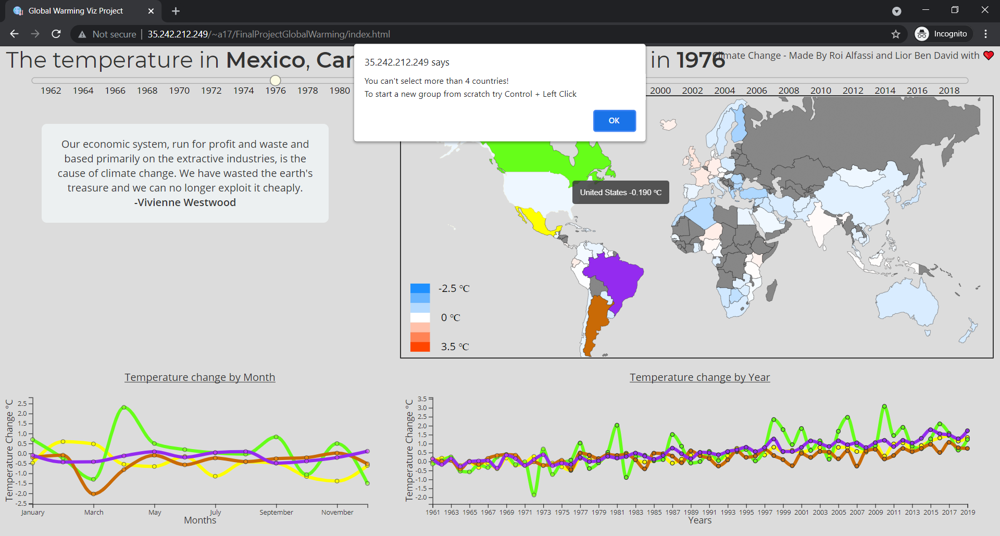 Global Warming Viz Project
Not secure | 35.242.212.249/~a17/FinalProjectGlobalWarming/index.html
Incognito
The temperature in Mexico, Car
in 1976
Climate Change - Made By Roi Alfassi and Lior Ben David with
35.242.212.249 says
You can't select more than 4 countries!
To start a new group from scratch try Control + Left Click
OK
1962 1964 1966 1968 1970 1972 1974 1976 1978 1980
2000 2002 2004 2006 2008 2010 2012 2014 2016 2018
Our economic system, run for profit and waste and
based primarily on the extractive industries, is the
cause of climate change. We have wasted the earth's
treasure and we can no longer exploit it cheaply.
-Vivienne Westwood
United States -0.190 °C
-2.5 °C
0 °C
3.5 °C
Temperature change by Month
Temperature Change °C
2.5
2.0
1.5
1.0
0.5
0.0
-0.5
-1.0
-1.5
-2.0
-2.5
January March May July September November
Months
Temperature change by Year
Temperature Change °C
3.5
3.0
2.5
2.0
1.5
1.0
0.5
0.0
-0.5
-1.0
-1.5
-2.0
1961 1963 1965 1967 1969 1971 1973 1975 1977 1979 1981 1983 1985 1987 1989 1991 1993 1995 1997 1999 2001 2003 2005 2007 2009 2011 2013 2015 2017 2019
Years